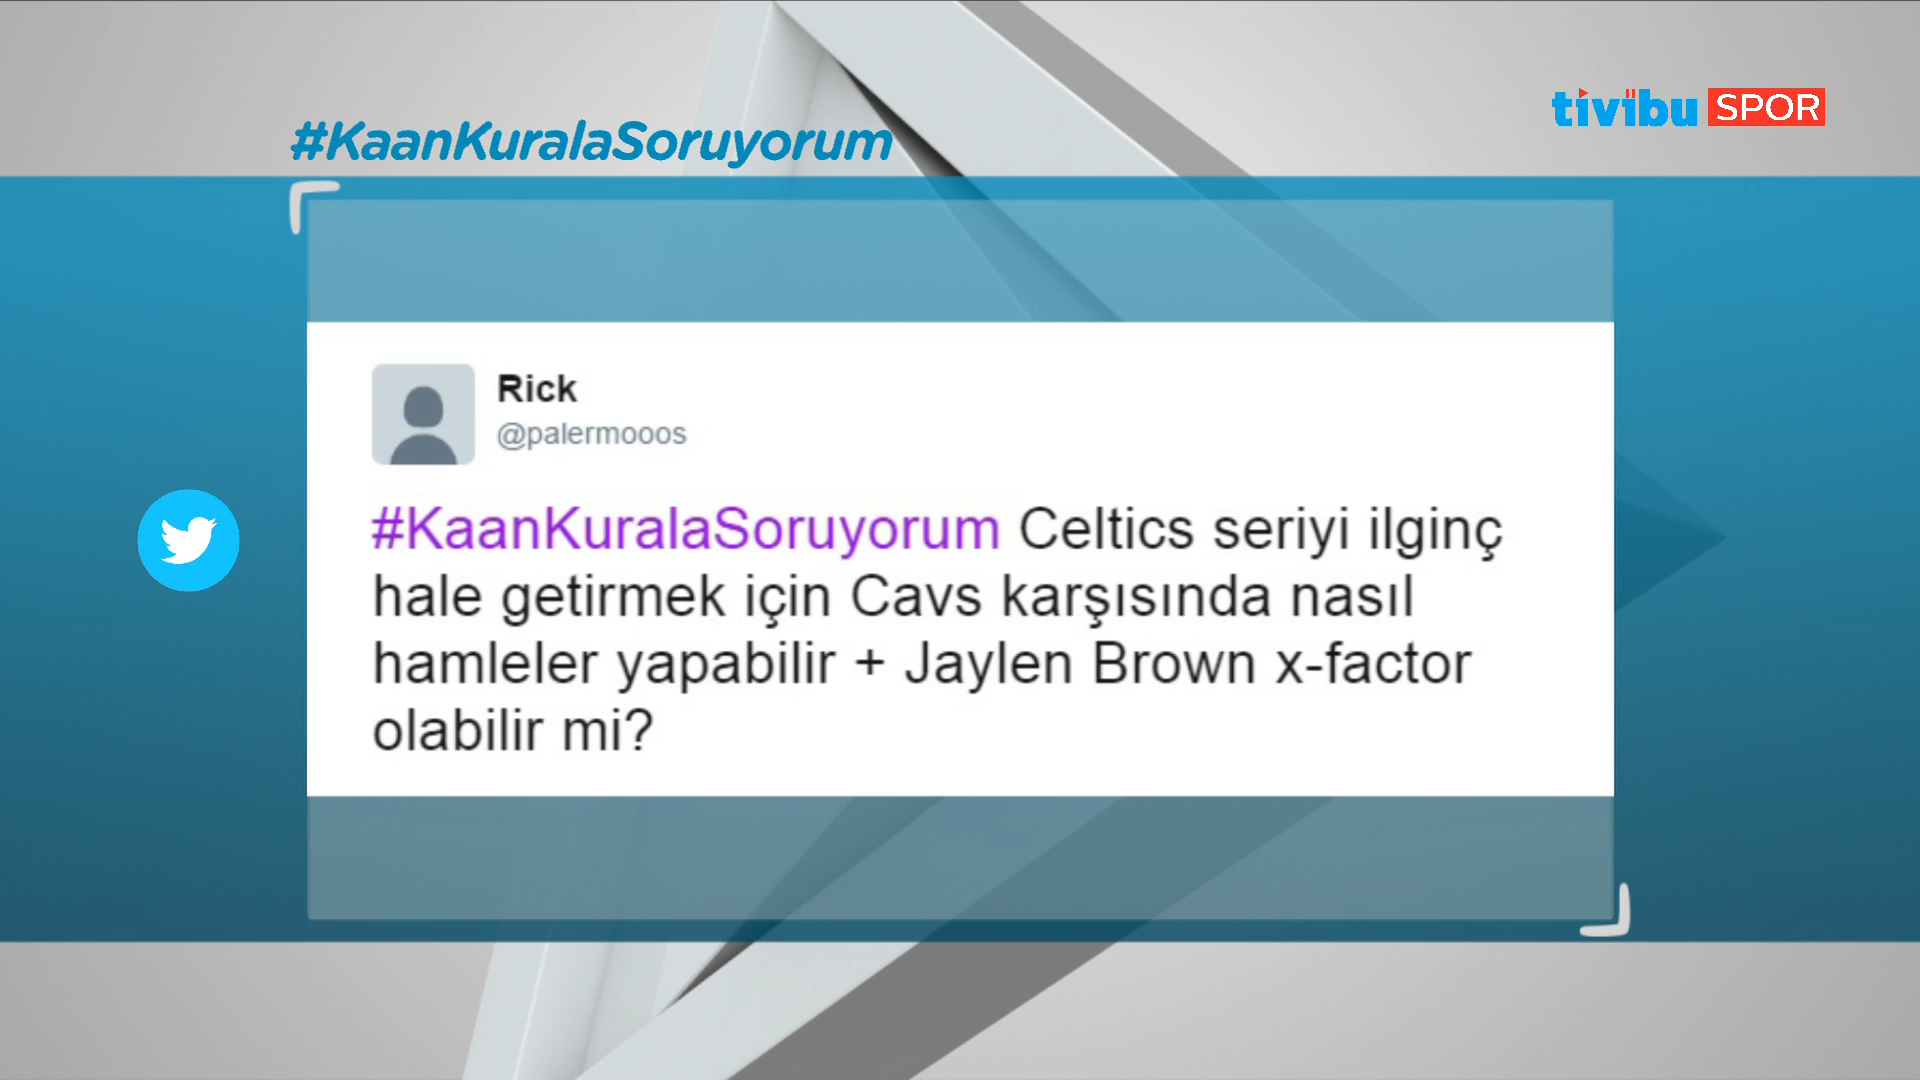 tivibu SPOR
#KaanKuralaSoruyorum
Rick
@palermooos
#KaanKuralaSoruyorum Celtics seriyi ilginç
hale getirmek için Cavs karşısında nasıl
hamleler yapabilir + Jaylen Brown x-factor
olabilir mi?